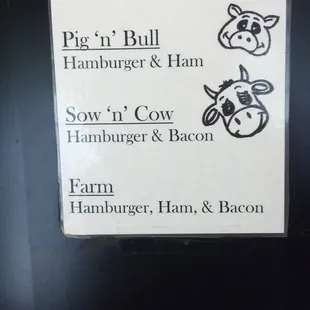 Pig ‘n’ Bull
Hamburger & Ham
Sow ‘n’ Cow
Hamburger & Bacon
Farm
Hamburger, Ham, & Bacon